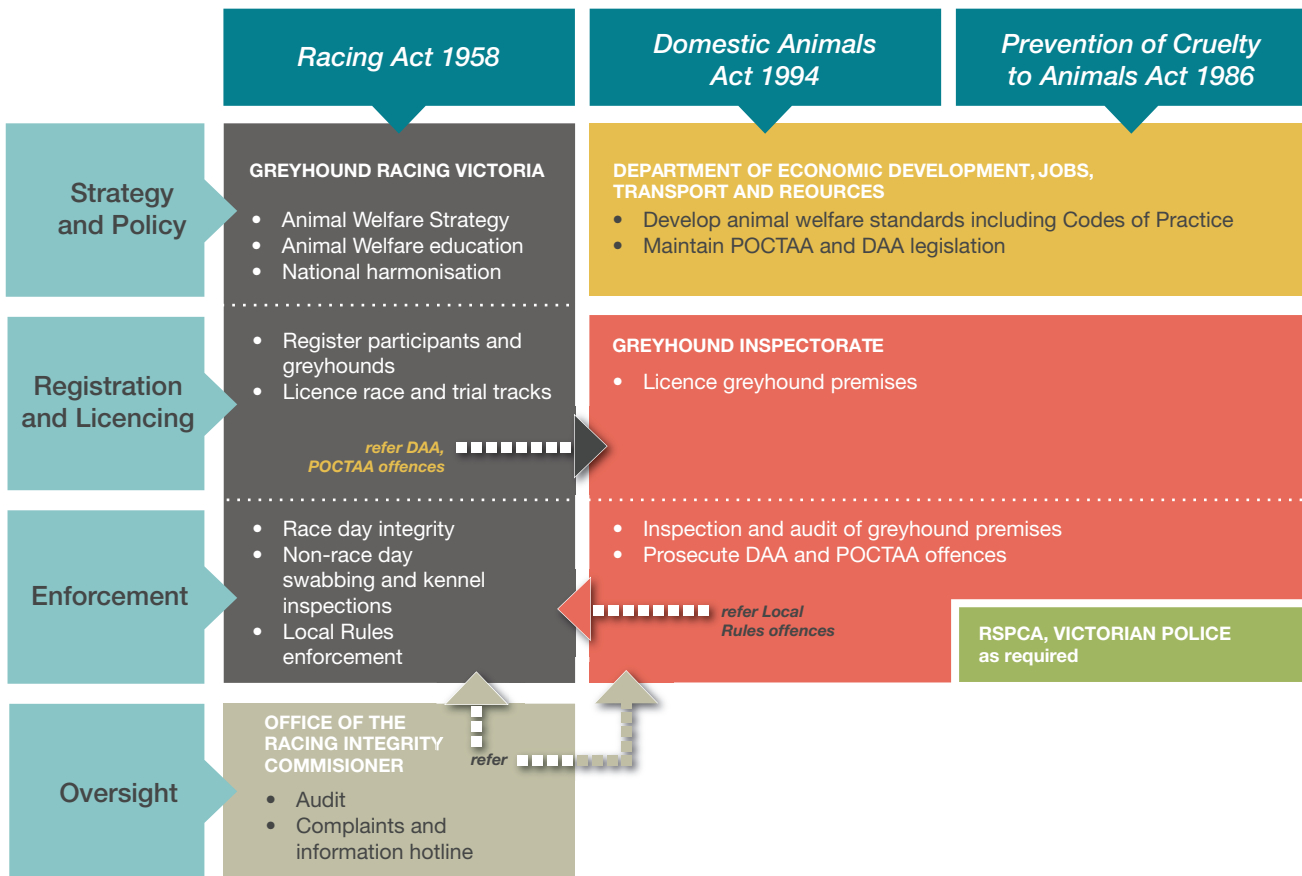 Racing Act 1958
Domestic Animals
Act 1994
Prevention of Cruelty
to Animals Act 1986
Strategy
and Policy
GREYHOUND RACING VICTORIA
• Animal Welfare Strategy
• Animal Welfare education
• National harmonisation
DEPARTMENT OF ECONOMIC DEVELOPMENT, JOBS,
TRANSPORT AND REOURCES
• Develop animal welfare standards including Codes of Practice
• Maintain POCTAA and DAA legislation
Registration
and Licencing
• Register participants and
greyhounds
• Licence race and trial tracks
refer DAA,
POCTAA offences
GREYHOUND INSPECTORATE
• Licence greyhound premises
Enforcement
• Race day integrity
• Non-race day
swabbing and kennel
inspections
• Local Rules
enforcement
• Inspection and audit of greyhound premises
• Prosecute DAA and POCTAA offences
refer Local
Rules offences
RSPCA, VICTORIAN POLICE
as required
Oversight
OFFICE OF THE
RACING INTEGRITY
COMMISIONER
• Audit
• Complaints and
information hotline
refer